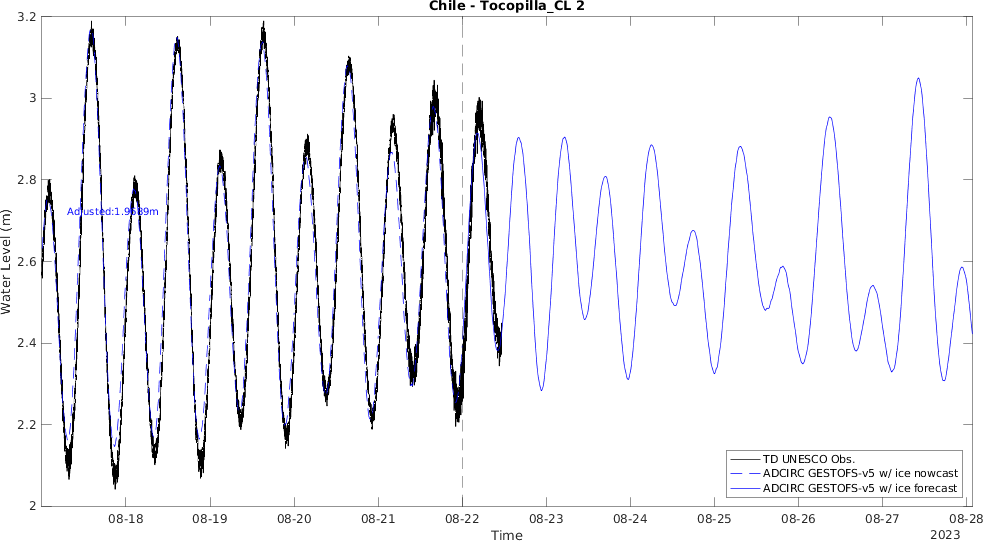 Chile - Tocopilla_CL 2
3.2
3
2.8
2.6
2.4
2.2
2
Water Level (m)
Adjusted:1.9589m
08-18
08-19
08-20
08-21
08-22
08-23
08-24
08-25
08-26
08-27
08-28
Time
2023
TD UNESCO Obs.
ADCIRC GESTOFS-v5 w/ ice nowcast
ADCIRC GESTOFS-v5 w/ ice forecast